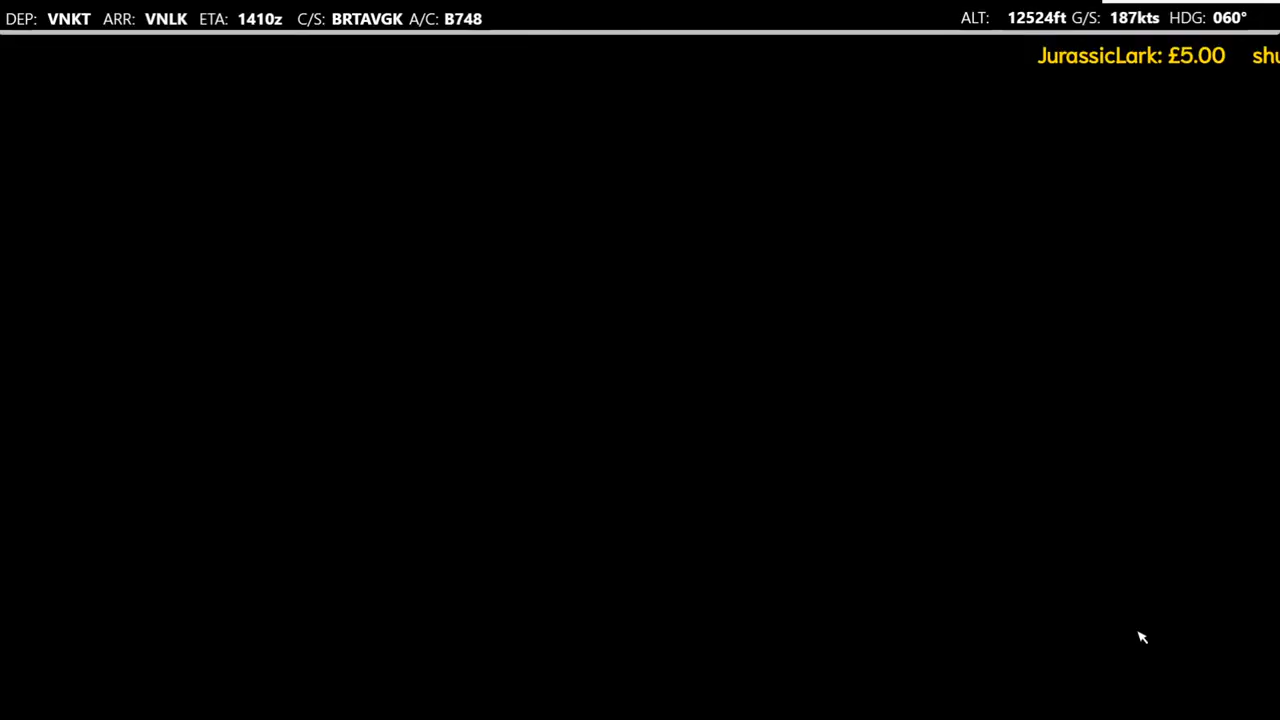 DEP: VNKT ARR: VNLK ETA: 1410z C/S: BRTAVGK A/C: B748 ALT: 12524ft G/S: 187kts HDG: 060°
JurassicLark: £5.00